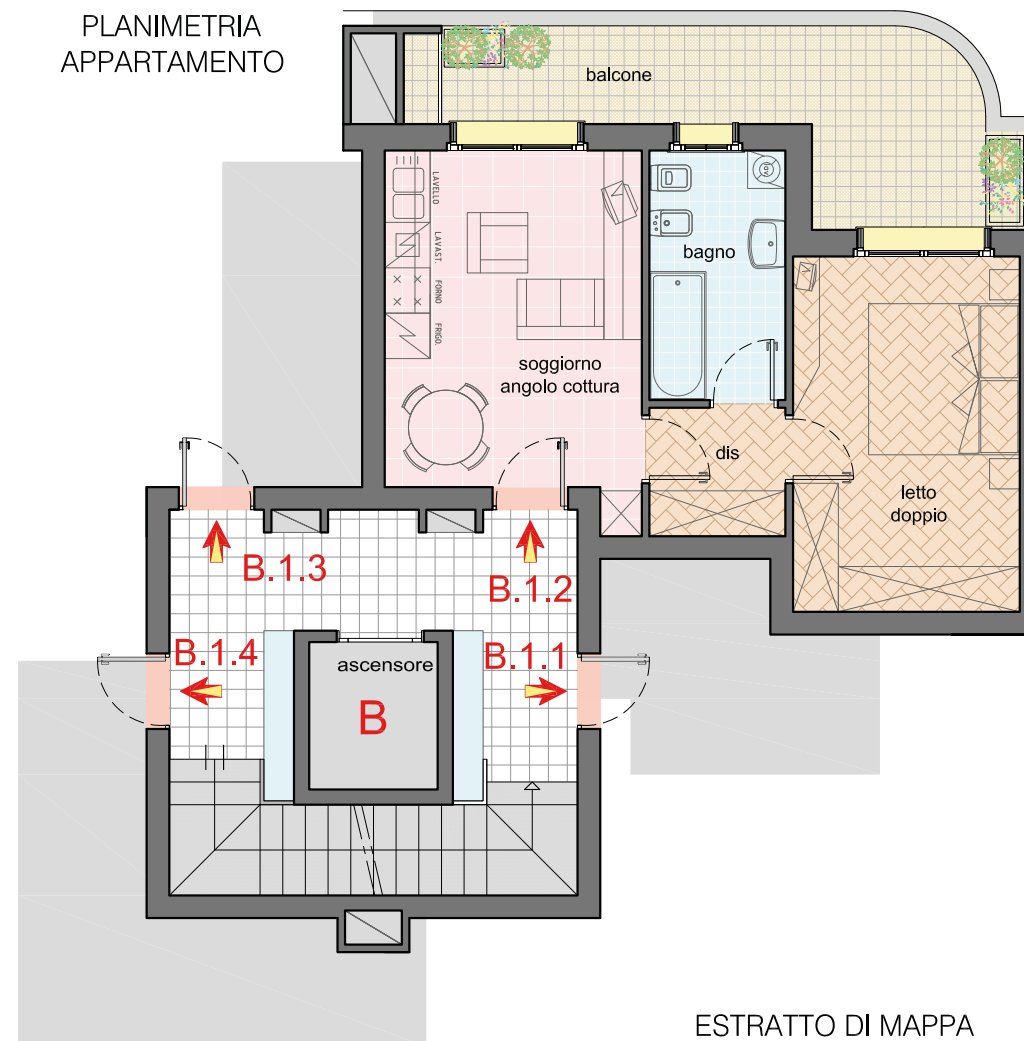 PLANIMETRIA
APPARTAMENTO
balcone
LAVELLO
LAVAST.
FORNO
FRIGO.
bagno
soggiorno
angolo cottura
dis
letto
doppio
B.1.3
B.1.2
B.1.4
ascensore
B.1.1
B
ESTRATTO DI MAPPA